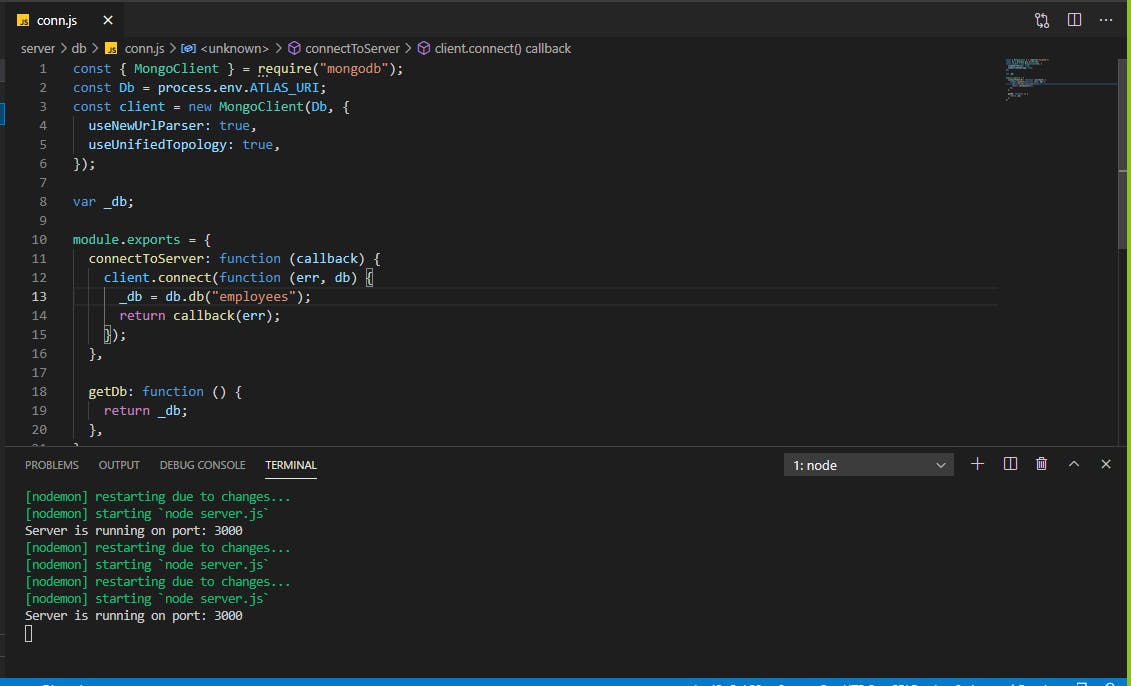 JS conn.js
server > db > JS conn.js > <unknown> > connectToServer > client.connect() callback
1 const { MongoClient } = require("mongodb");
2 const Db = process.env.ATLAS_URI;
3 const client = new MongoClient(Db, {
4 useNewUrlParser: true,
5 useUnifiedTopology: true,
6 });
7
8 var _db;
9
10 module.exports = {
11 connectToServer: function (callback) {
12 client.connect(function (err, db) {
13 _db = db.db("employees");
14 return callback(err);
15 });
16 },
17
18 getDb: function () {
19 return _db;
20 },
PROBLEMS OUTPUT DEBUG CONSOLE TERMINAL 1: node
[nodemon] restarting due to changes...
[nodemon] starting `node server.js`
Server is running on port: 3000
[nodemon] restarting due to changes...
[nodemon] starting `node server.js`
[nodemon] restarting due to changes...
[nodemon] starting `node server.js`
Server is running on port: 3000